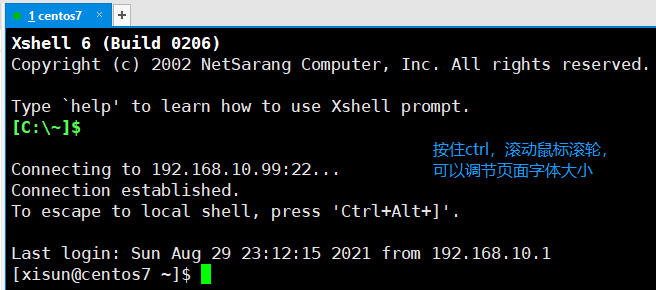 1 centos7
Xshell 6 (Build 0206)
Copyright (c) 2002 NetSarang Computer, Inc. All rights reserved.
Type `help' to learn how to use Xshell prompt.
[C:\~]$
Connecting to 192.168.10.99:22...
按住ctrl，滚动鼠标滚轮，
可以调节页面字体大小
Connection established.
To escape to local shell, press 'Ctrl+Alt+]'.
Last login: Sun Aug 29 23:12:15 2021 from 192.168.10.1
[xisun@centos7 ~]$